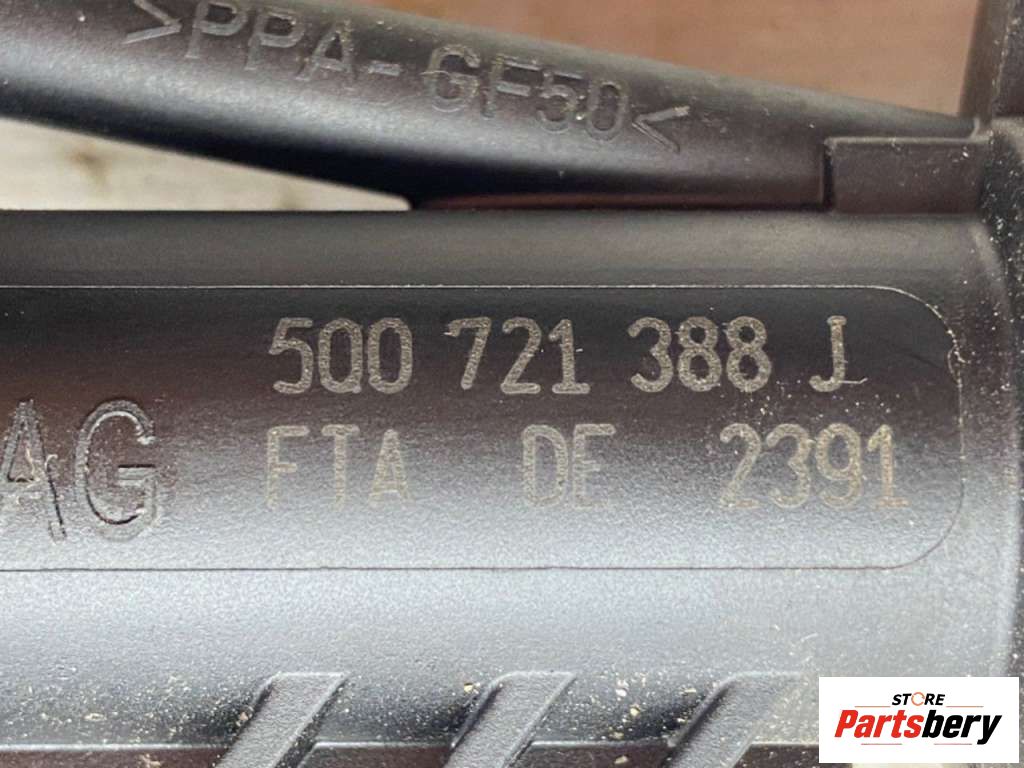 >PPA-GF50<
5Q0 721 388 J
AG FTA DE 2391
STORE
Partsbery